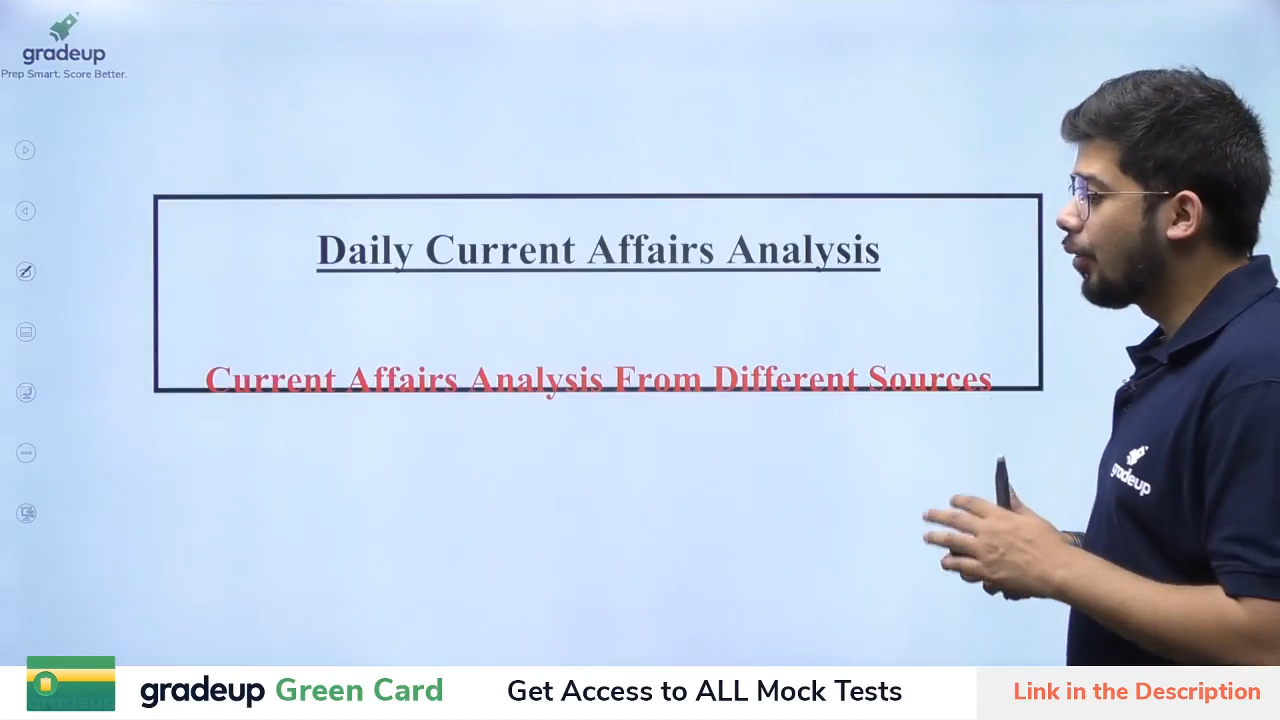 gradeup
Prep Smart. Score Better.
Daily Current Affairs Analysis
Current Affairs Analysis From Different Sources
gradeup
gradeup Green Card
Get Access to ALL Mock Tests
Link in the Description